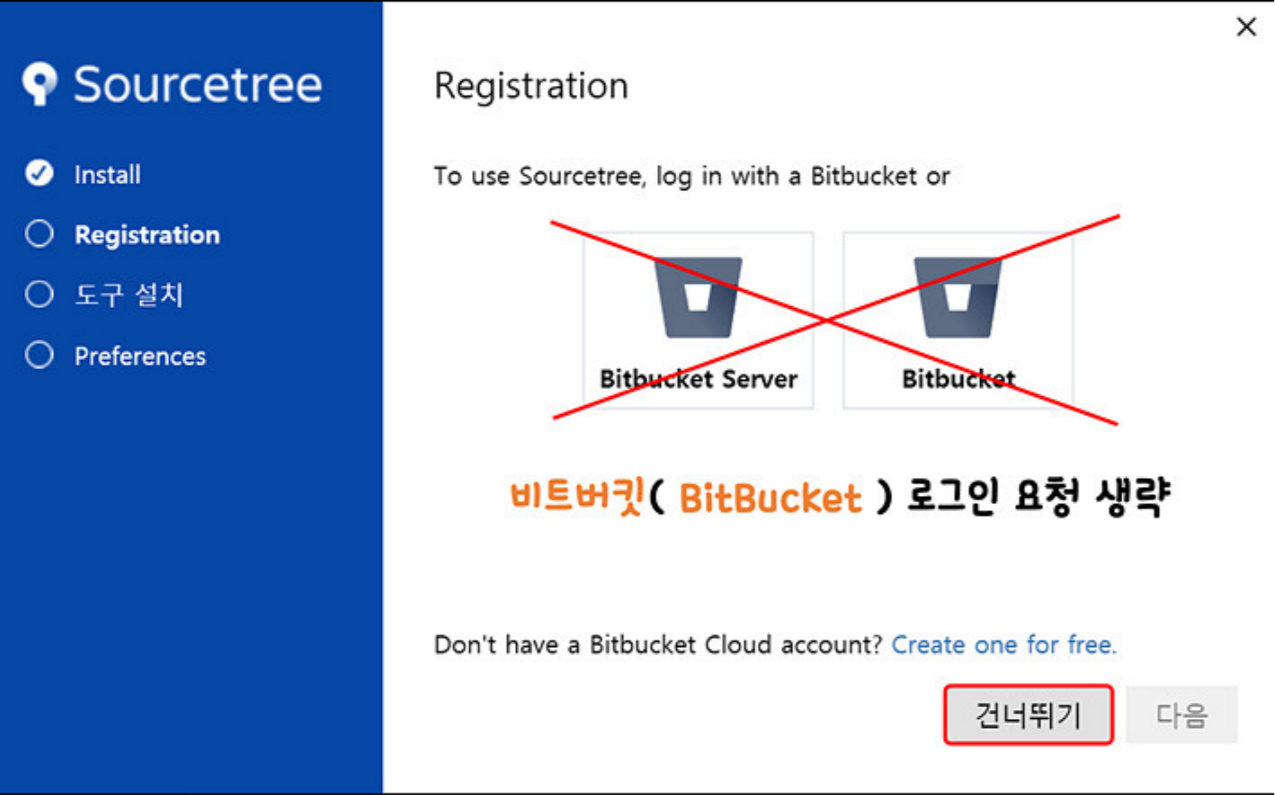 Sourcetree
Install
Registration
도구 설치
Preferences
Registration
To use Sourcetree, log in with a Bitbucket or
Bitbucket Server
Bitbucket
비트버킷( BitBucket ) 로그인 요청 생략
Don't have a Bitbucket Cloud account? Create one for free.
건너뛰기
다음